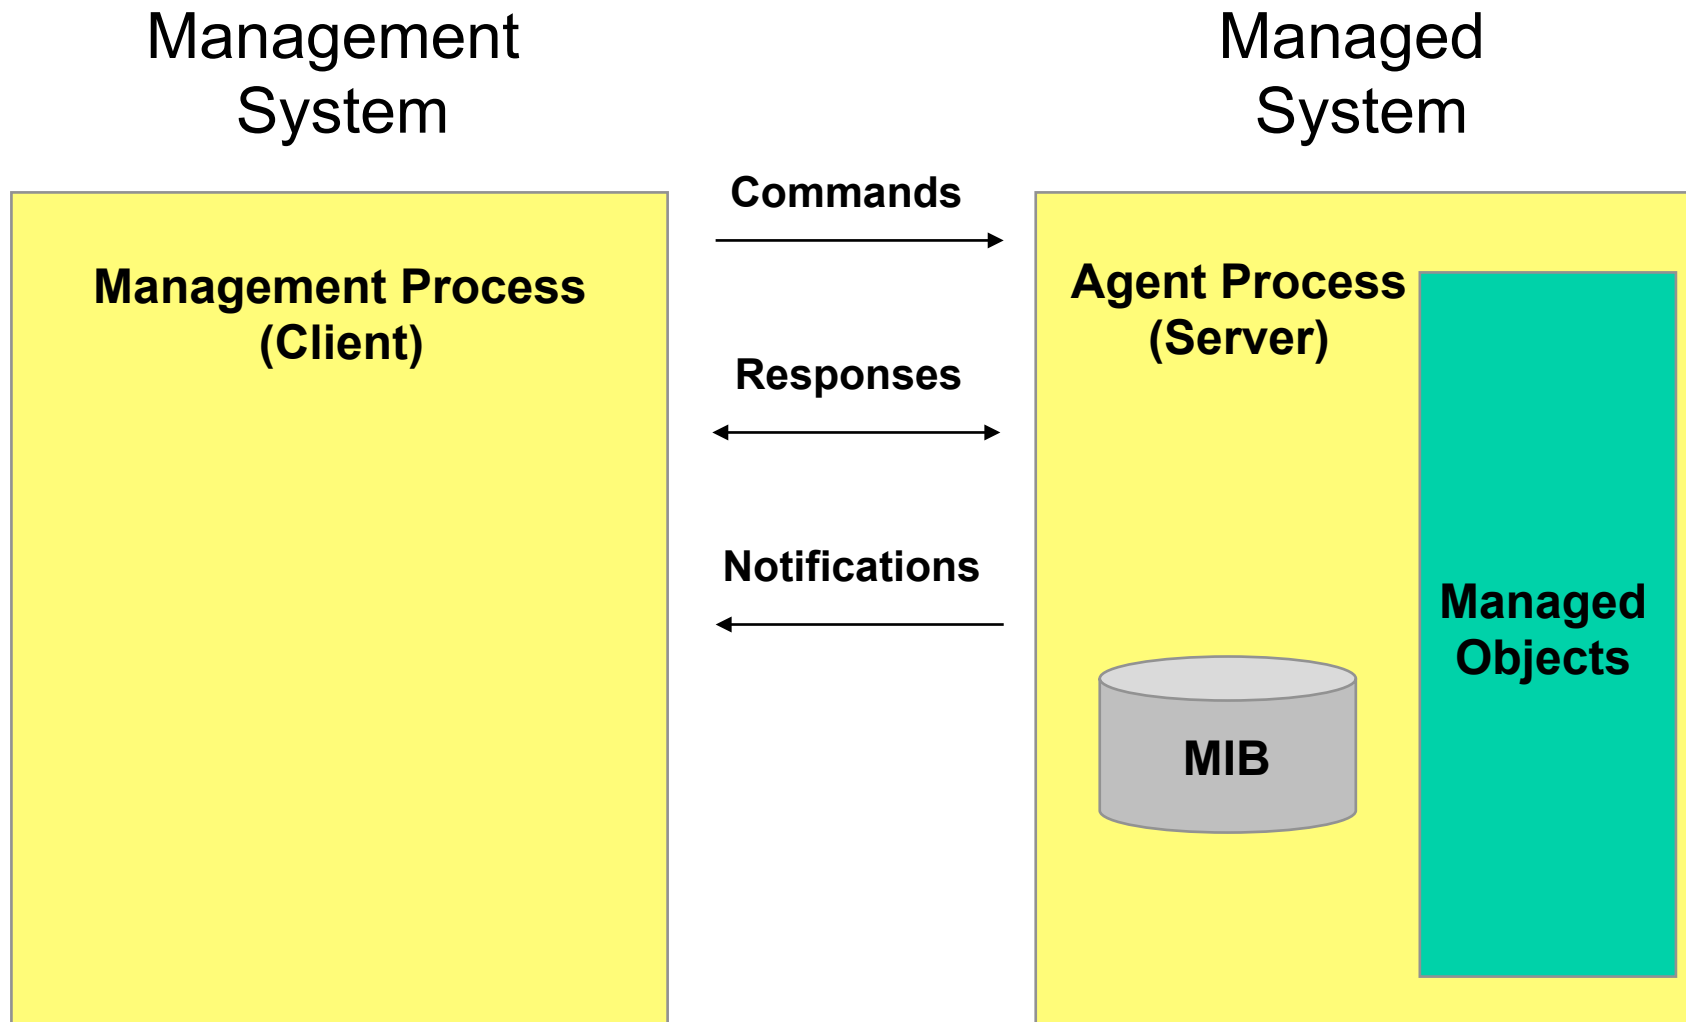 Management
System
Managed
System
Commands
Management Process
(Client)
Agent Process
(Server)
Responses
Notifications
Managed
Objects
MIB